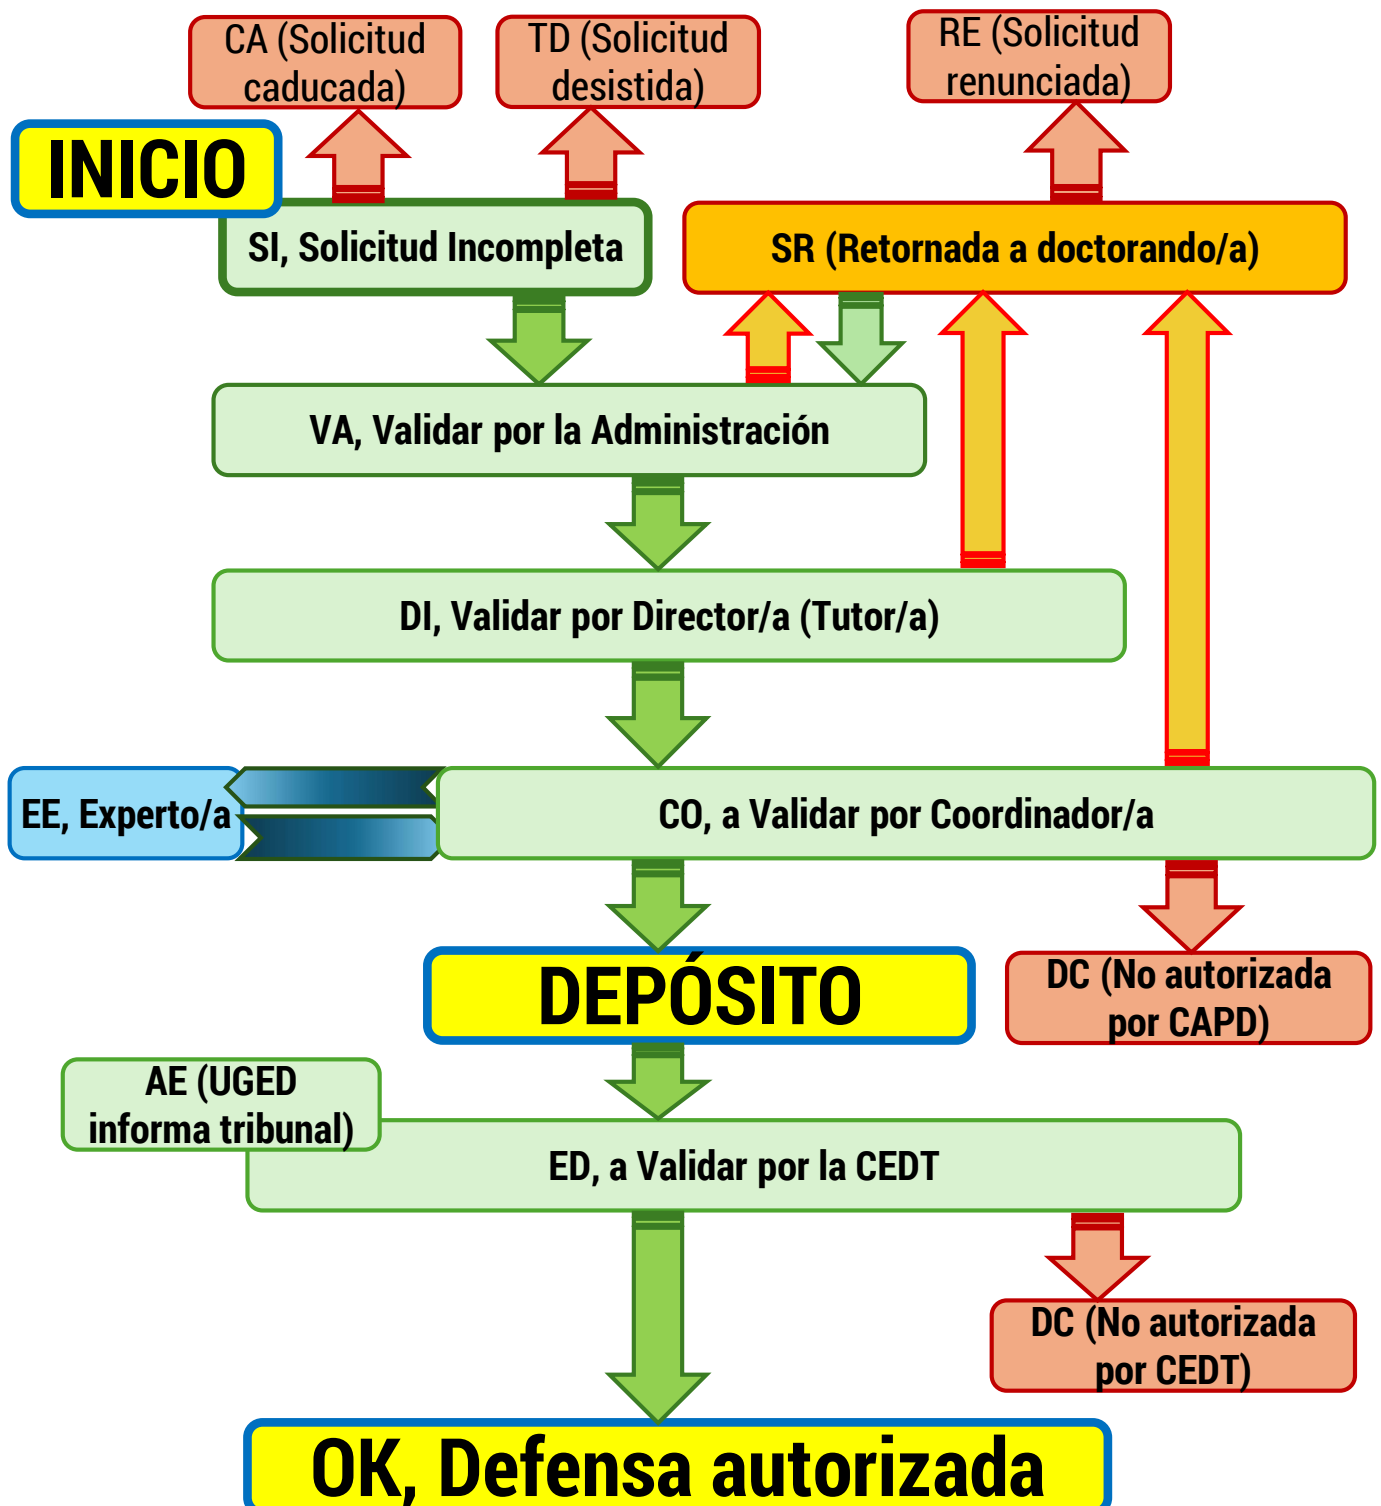 CA (Solicitud
caducada)
TD (Solicitud
desistida)
RE (Solicitud
renunciada)
INICIO
SI, Solicitud Incompleta
SR (Retornada a doctorando/a)
VA, Validar por la Administración
DI, Validar por Director/a (Tutor/a)
EE, Experto/a
CO, a Validar por Coordinador/a
DEPÓSITO
DC (No autorizada
por CAPD)
AE (UGED
informa tribunal)
ED, a Validar por la CEDT
DC (No autorizada
por CEDT)
OK, Defensa autorizada